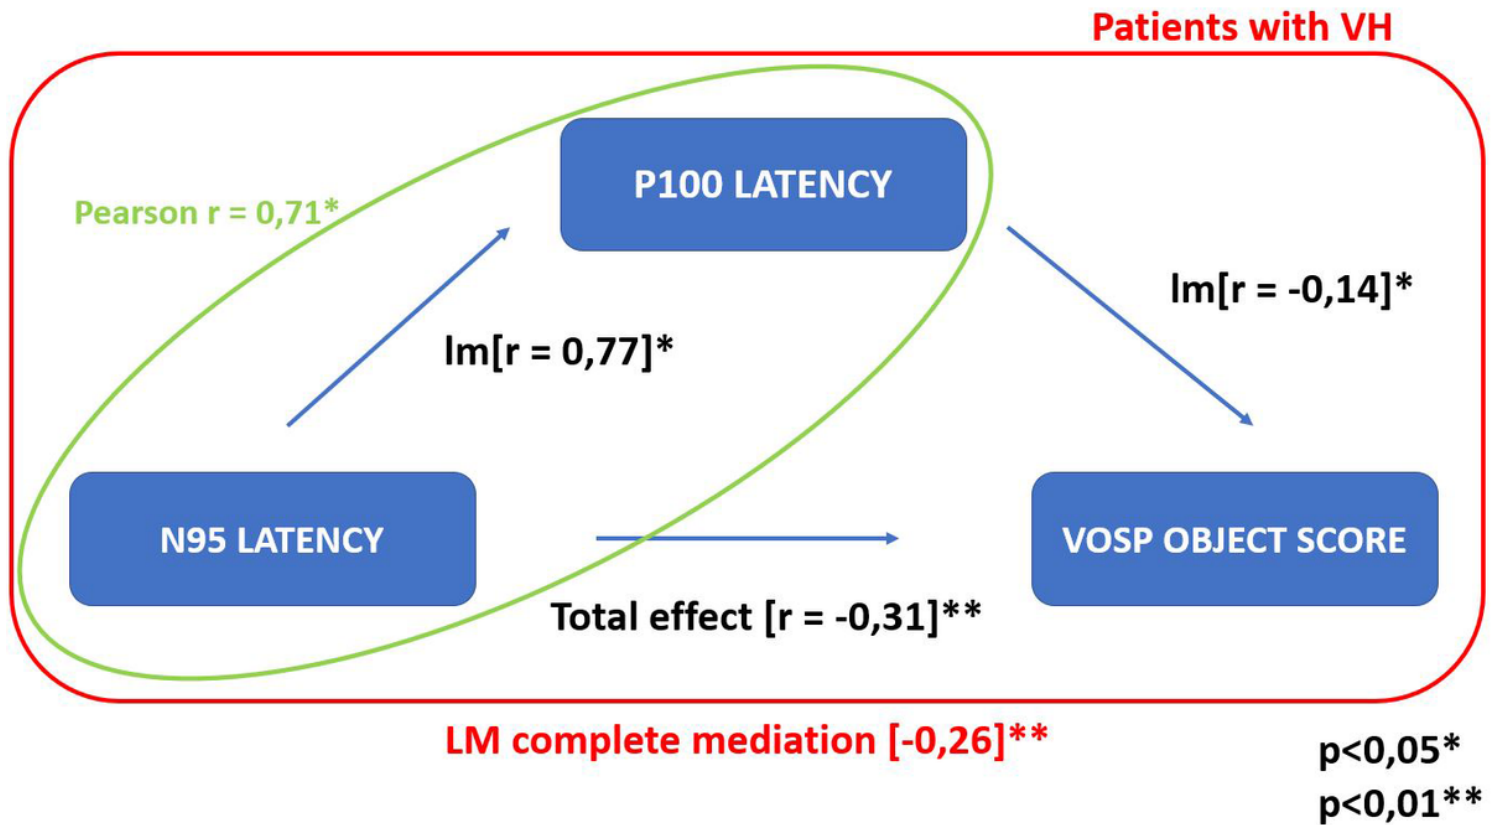 Patients with VH
P100 LATENCY
Pearson r = 0,71*
lm[r = -0,14]*
lm[r = 0,77]*
N95 LATENCY
VOSP OBJECT SCORE
Total effect [r = -0,31]**
LM complete mediation [-0,26]**
p<0,05*
p<0,01**